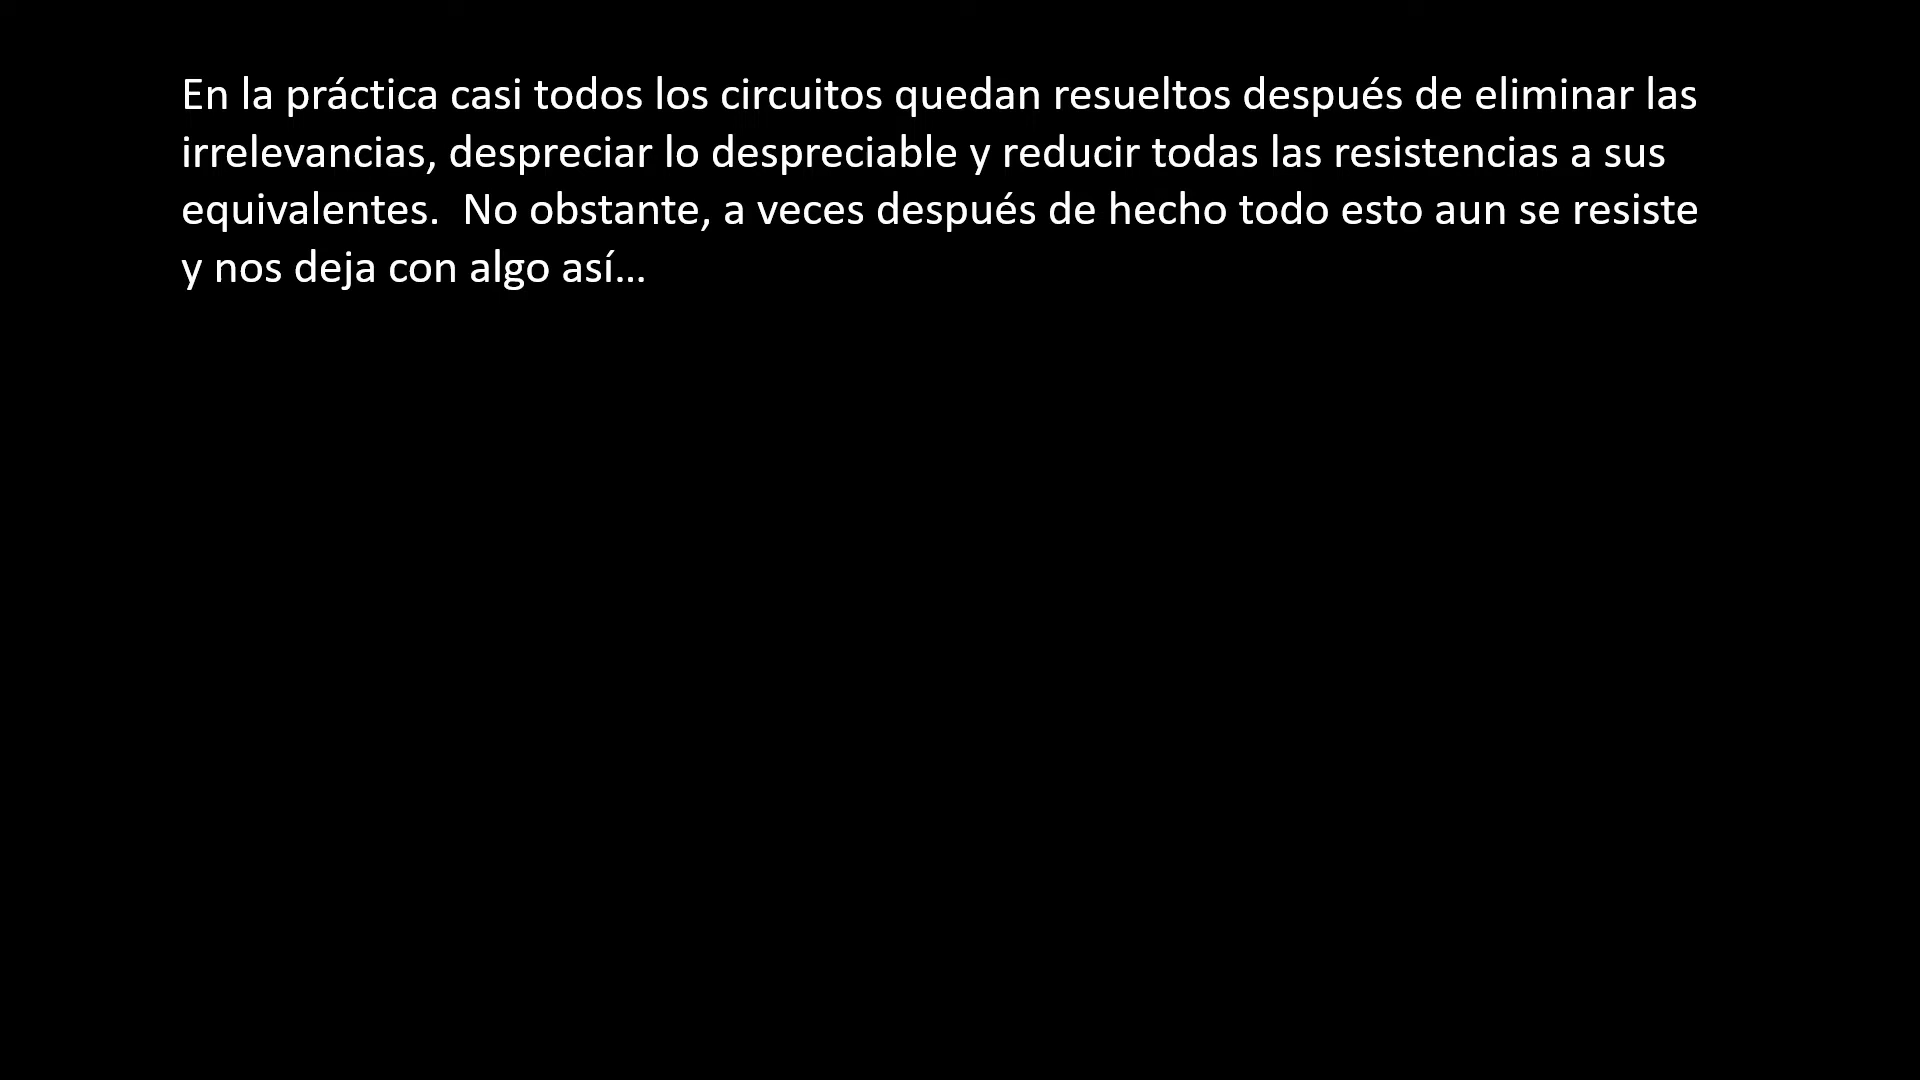 En la práctica casi todos los circuitos quedan resueltos después de eliminar las
irrelevancias, despreciar lo despreciable y reducir todas las resistencias a sus
equivalentes.  No obstante, a veces después de hecho todo esto aun se resiste
y nos deja con algo así...